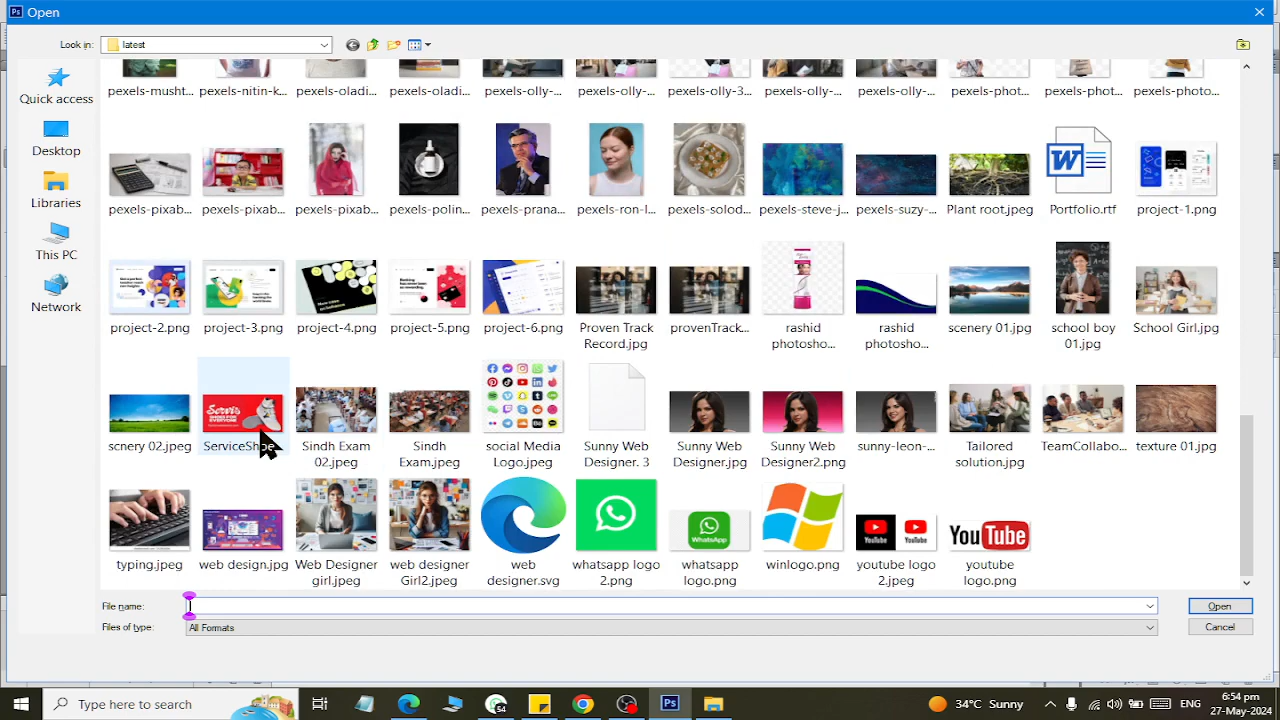 Open
Look in:
latest
pexels-musht...
pexels-nitin-k...
pexels-oladi...
pexels-oladi...
pexels-olly-...
pexels-olly-...
pexels-olly-3...
pexels-olly-...
pexels-olly-...
pexels-phot...
pexels-phot...
pexels-photo...
Quick access
Desktop
Libraries
This PC
Network
pexels-pixab...
pexels-pixab...
pexels-pixab...
pexels-polin...
pexels-prana...
pexels-ron-l...
pexels-solod...
pexels-steve-j...
pexels-suzy-...
Plant root.jpeg
Portfolio.rtf
project-1.png
project-2.png
project-3.png
project-4.png
project-5.png
project-6.png
Proven Track
Record.jpg
provenTrack...
rashid
photosho...
rashid
photosho...
scenery 01.jpg
school boy
01.jpg
School Girl.jpg
scnery 02.jpeg
Servis
SHOES FOR
EVERYONE
ServiceShoe
Sindh Exam
02.jpeg
Sindh
Exam.jpeg
social Media
Logo.jpeg
Sunny Web
Designer. 3
Sunny Web
Designer.jpg
Sunny Web
Designer2.png
sunny-leon-...
Tailored
solution.jpg
TeamCollabo...
texture 01.jpg
typing.jpeg
web design.jpg
Web Designer
girl.jpeg
web designer
Girl2.jpeg
web
designer.svg
whatsapp logo
2.png
WhatsApp
whatsapp
logo.png
winlogo.png
YouTube
YouTube
youtube logo
2.jpeg
YouTube
youtube
logo.png
File name:
Open
Files of type:
All Formats
Cancel
Type here to search
Ps
34°C Sunny
ENG
6:54 pm
27-May-2024